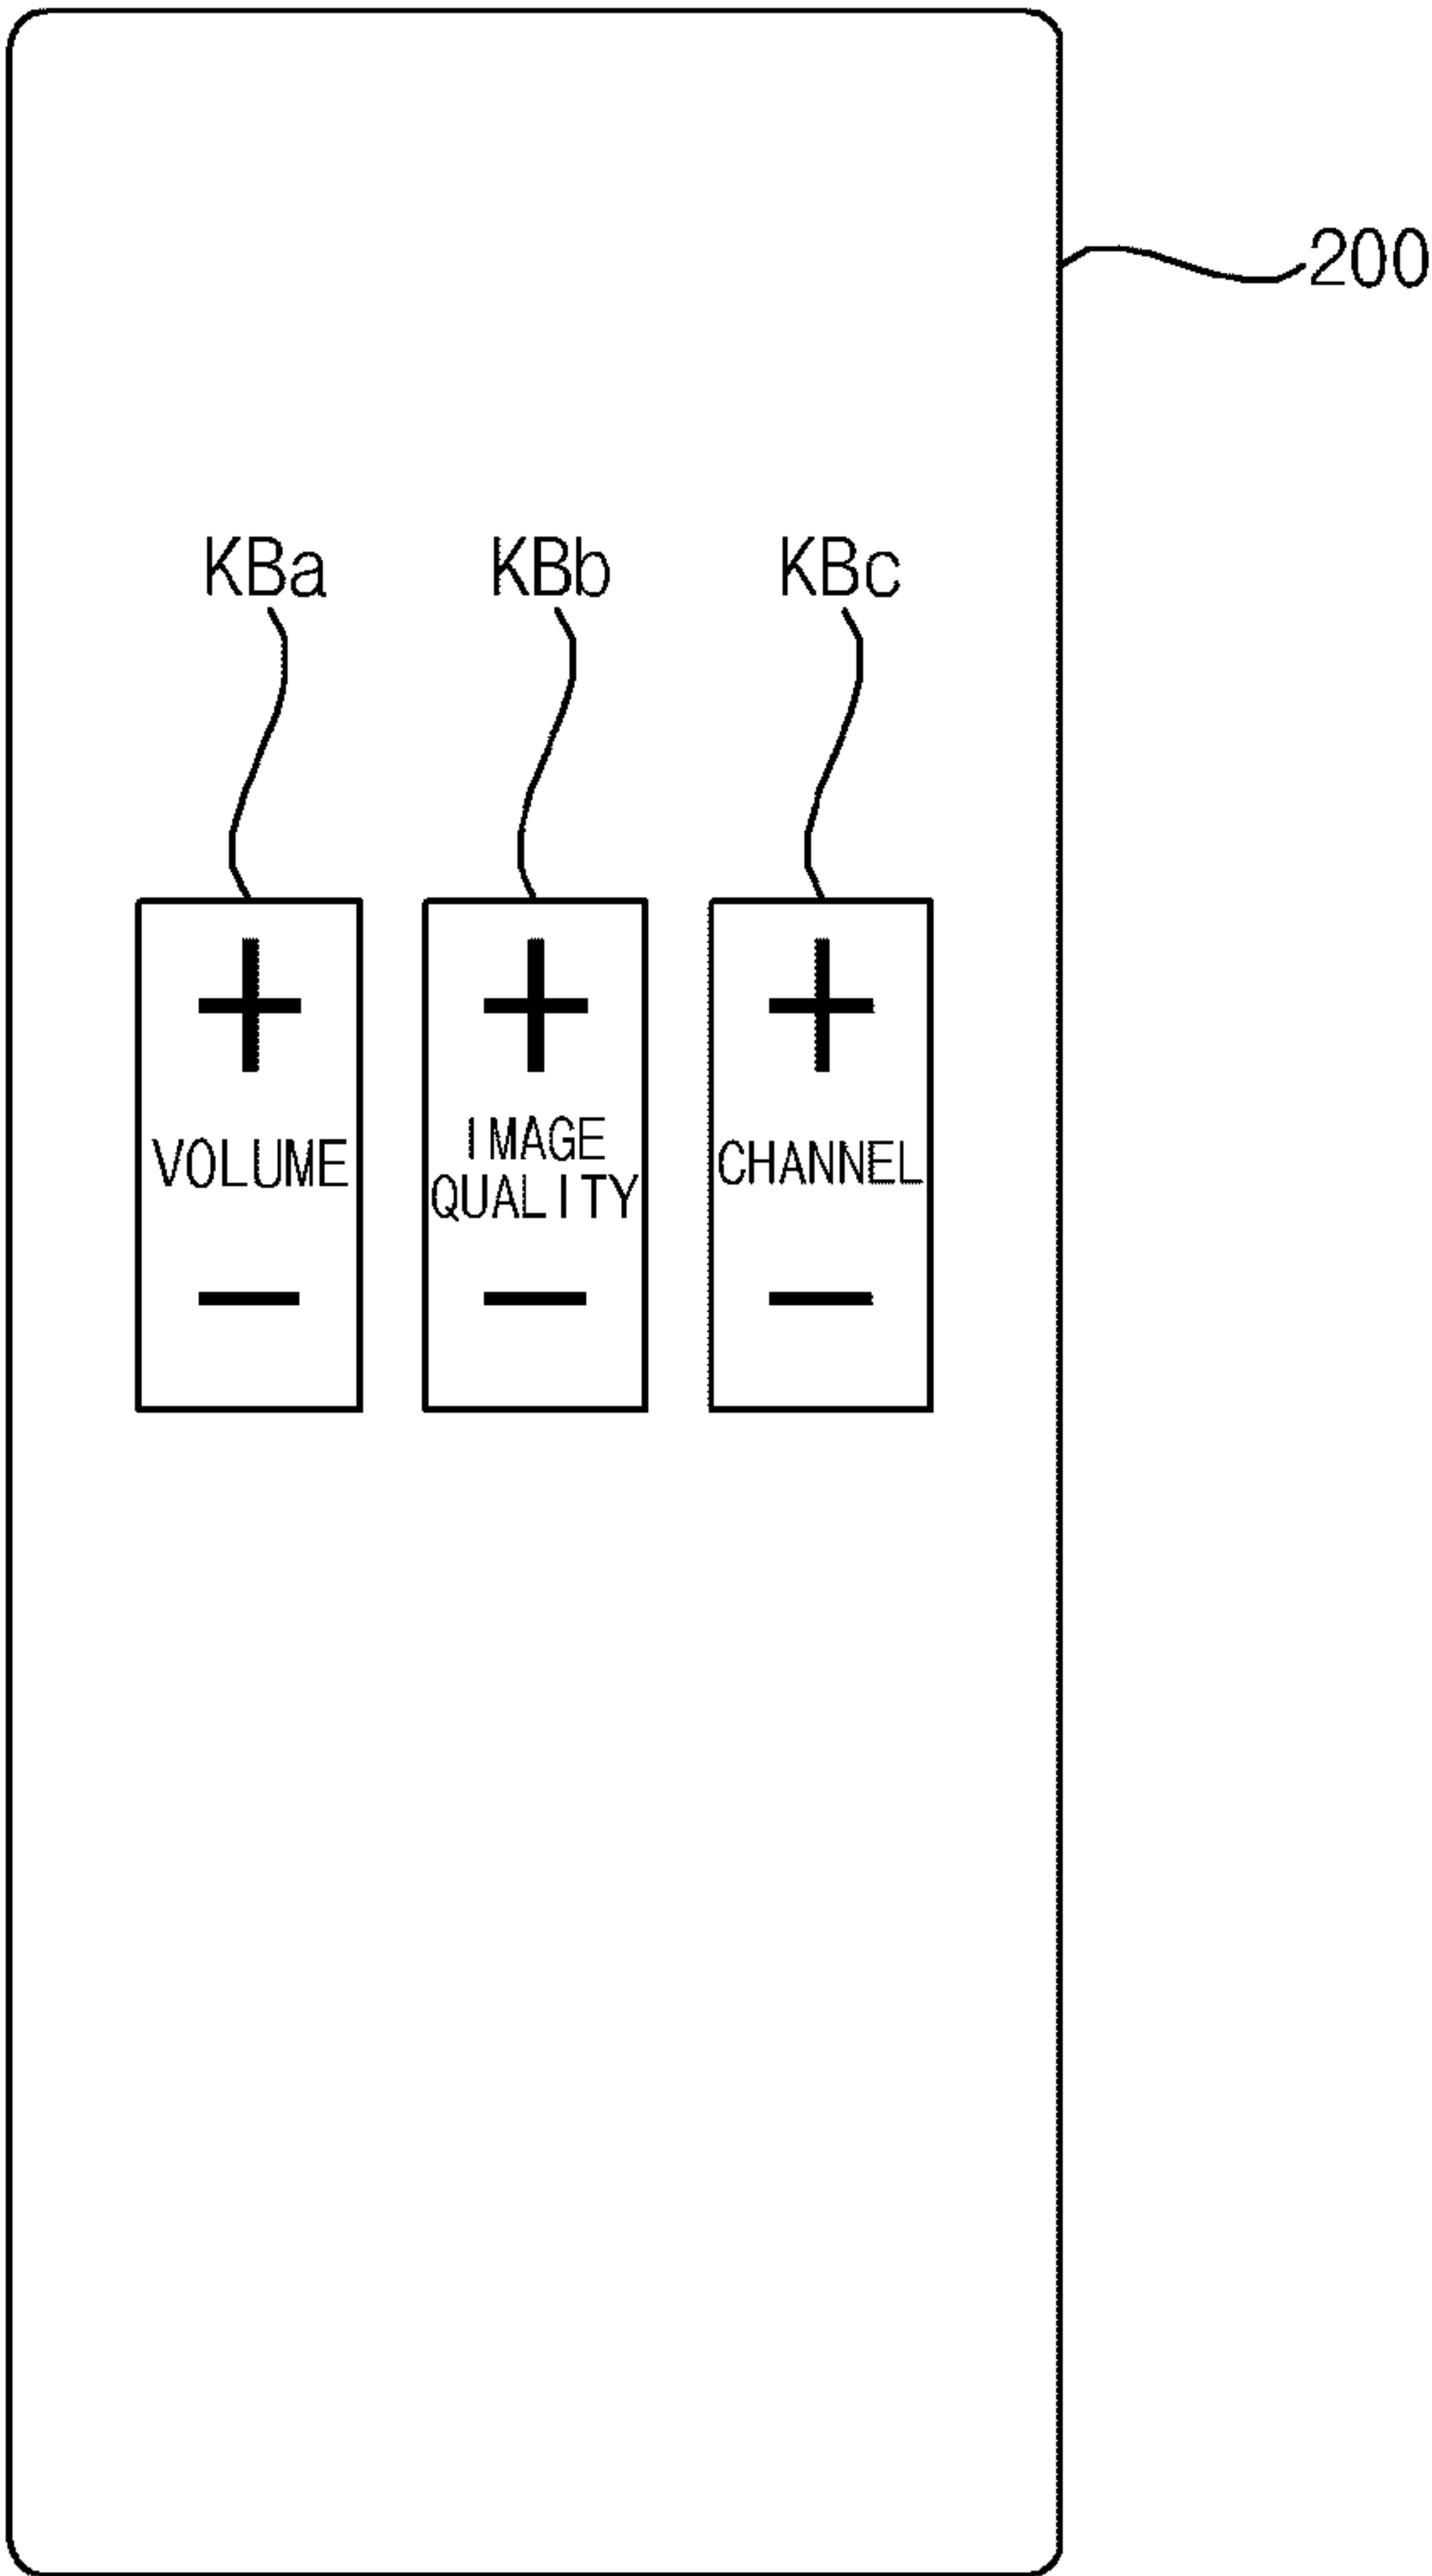 200
KBa KBb KBc
+ + +
VOLUME
IMAGE
QUALITY
CHANNEL
− − −